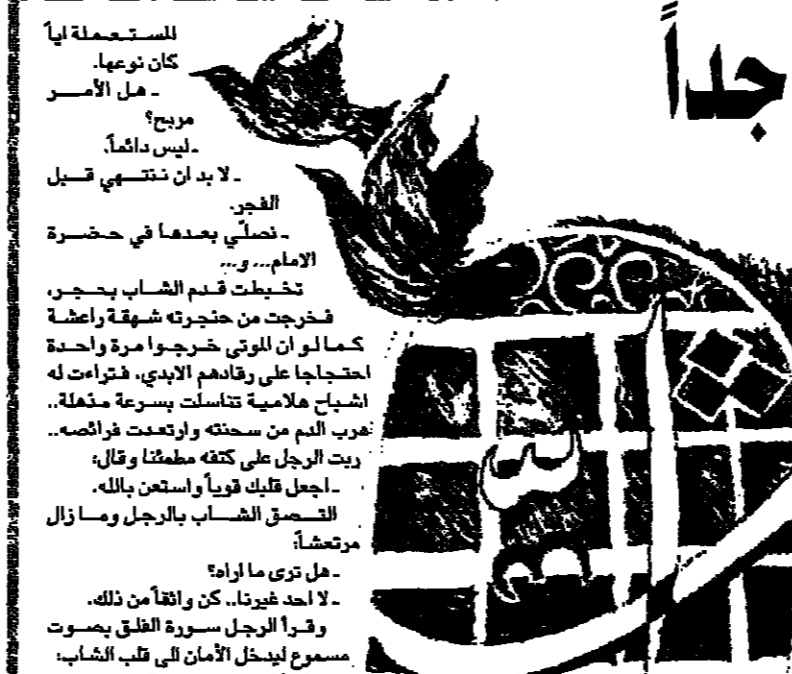 جداً
للمستعملة اياً
كان نوعها.
ـ هل الأمر
مربح؟
ـ ليس دائماً.
ـ لا بد ان ننتهي قبل
الفجر.
ـ نصلّي بعدها في حضرة
الامام... و...
تخبطت قدم الشاب بحجر،
فخرجت من حنجرته شهقة راعشة
كما لو ان الموتى خرجوا مرة واحدة
احتجاجا على رقادهم الابدي، فتراءت له
اشباح هلامية تناسلت بسرعة مذهلة..
هرب الدم من سحنته وارتعدت فرائصه..
ربت الرجل على كتفه مطمئنا وقال:
ـ اجعل قلبك قوياً واستعن بالله.
التصق الشاب بالرجل وما زال
مرتعشاً:
ـ هل ترى ما اراه؟
ـ لا احد غيرنا.. كن واثقاً من ذلك.
وقرأ الرجل سورة الفلق بصوت
مسموع ليدخل الأمان الى قلب الشاب: